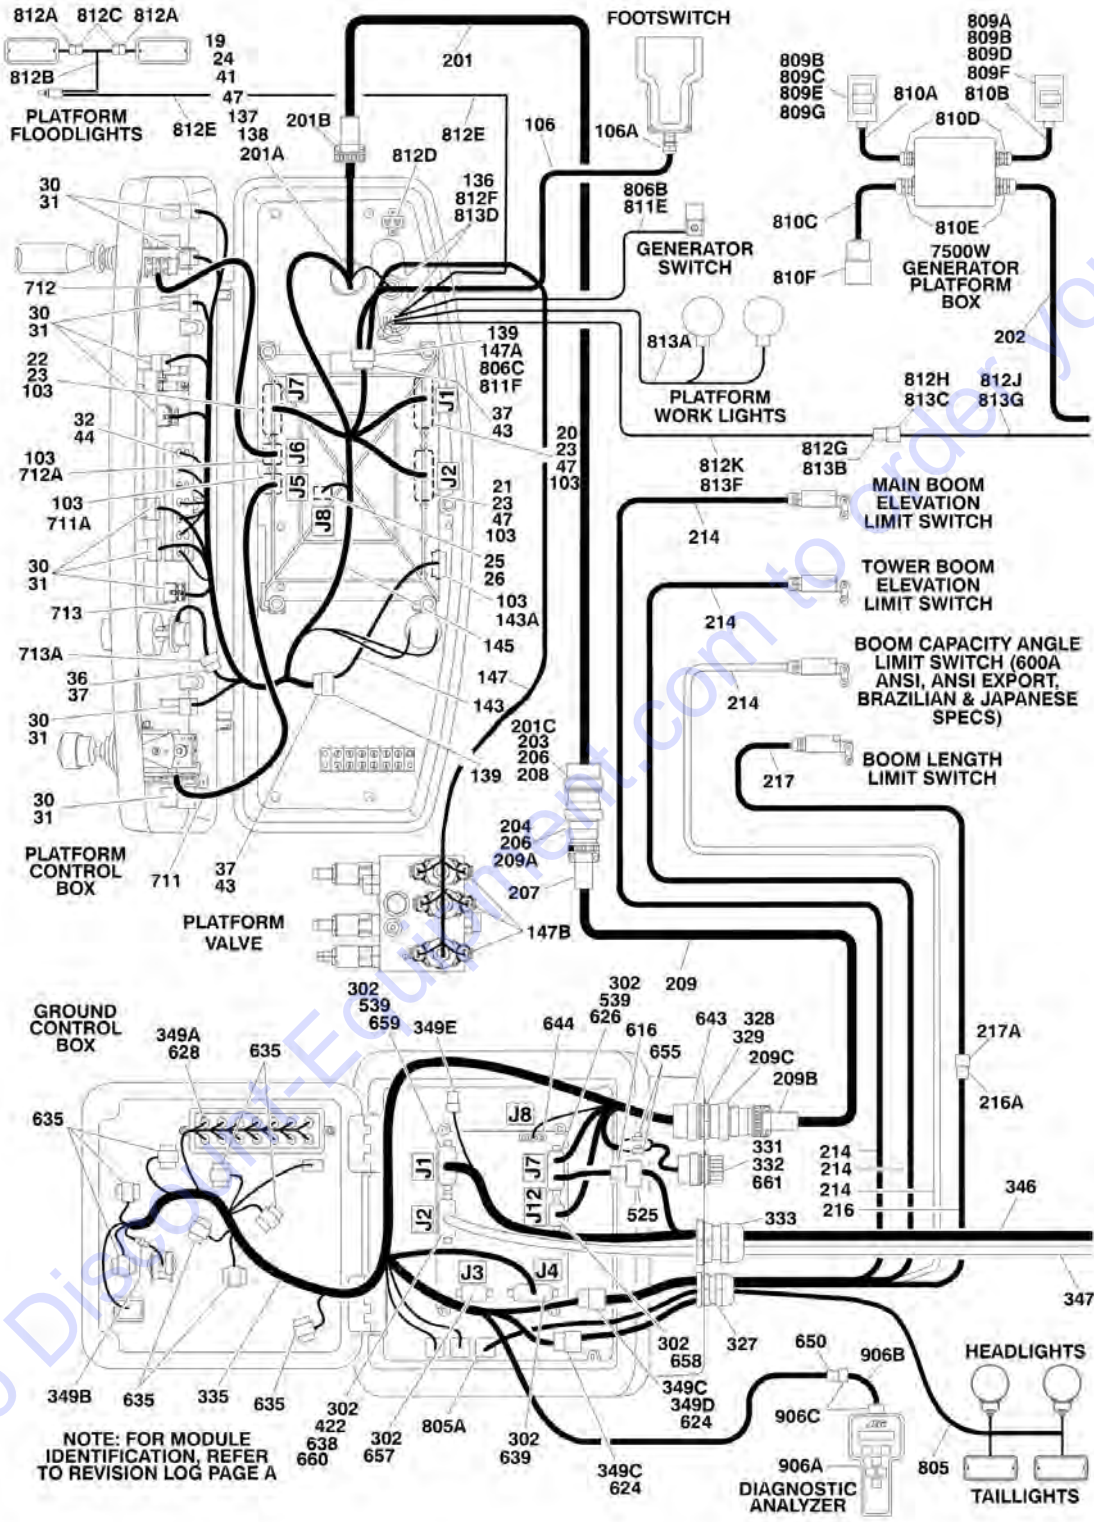 812A 812C 812A
812B
PLATFORM
FLOODLIGHTS
812E
19
24
41
47
137
138
201A
201B
201
812E
812D
136
812F
813D
FOOTSWITCH
106
106A
806B
811E
GENERATOR
SWITCH
809B
809C
809E
809G
809A
809B
809D
809F
810A
810B
810D
810C
810E
810F
7500W
GENERATOR
PLATFORM
BOX
202
30
31
712
30
31
22
23
103
32
44
103
712A
103
711A
30
31
713
713A
36
37
30
31
30
31
PLATFORM
CONTROL
BOX
711
37
43
J7
J6
J5
J8
J1
J2
139
147A
806C
811F
37
43
20
23
47
103
21
23
47
103
25
26
103
143A
145
147
143
139
813A
PLATFORM
WORK LIGHTS
812H
813C
812J
813G
812G
813B
812K
813F
214
MAIN BOOM
ELEVATION
LIMIT SWITCH
214
TOWER BOOM
ELEVATION
LIMIT SWITCH
214
BOOM CAPACITY ANGLE
LIMIT SWITCH (600A
ANSI, ANSI EXPORT,
BRAZILIAN & JAPANESE
SPECS)
217
BOOM LENGTH
LIMIT SWITCH
201C
203
206
208
204
206
209A
207
PLATFORM
VALVE
147B
209
GROUND
CONTROL
BOX
349A
628
635
635
302
539
659
349E
644
302
539
626
616
655
643
328
329
209C
209B
217A
216A
J8
J1
J7
J2
J12
J3
J4
331
332
661
525
333
214
214
214
216
346
347
349B
635
335
635
302
422
638
660
302
657
805A
302
639
349C
624
349C
349D
624
302
658
327
650
906B
906C
906A
DIAGNOSTIC
ANALYZER
805
HEADLIGHTS
TAILLIGHTS
NOTE: FOR MODULE
IDENTIFICATION, REFER
TO REVISION LOG PAGE A
Discount-Equipment.com to order yo